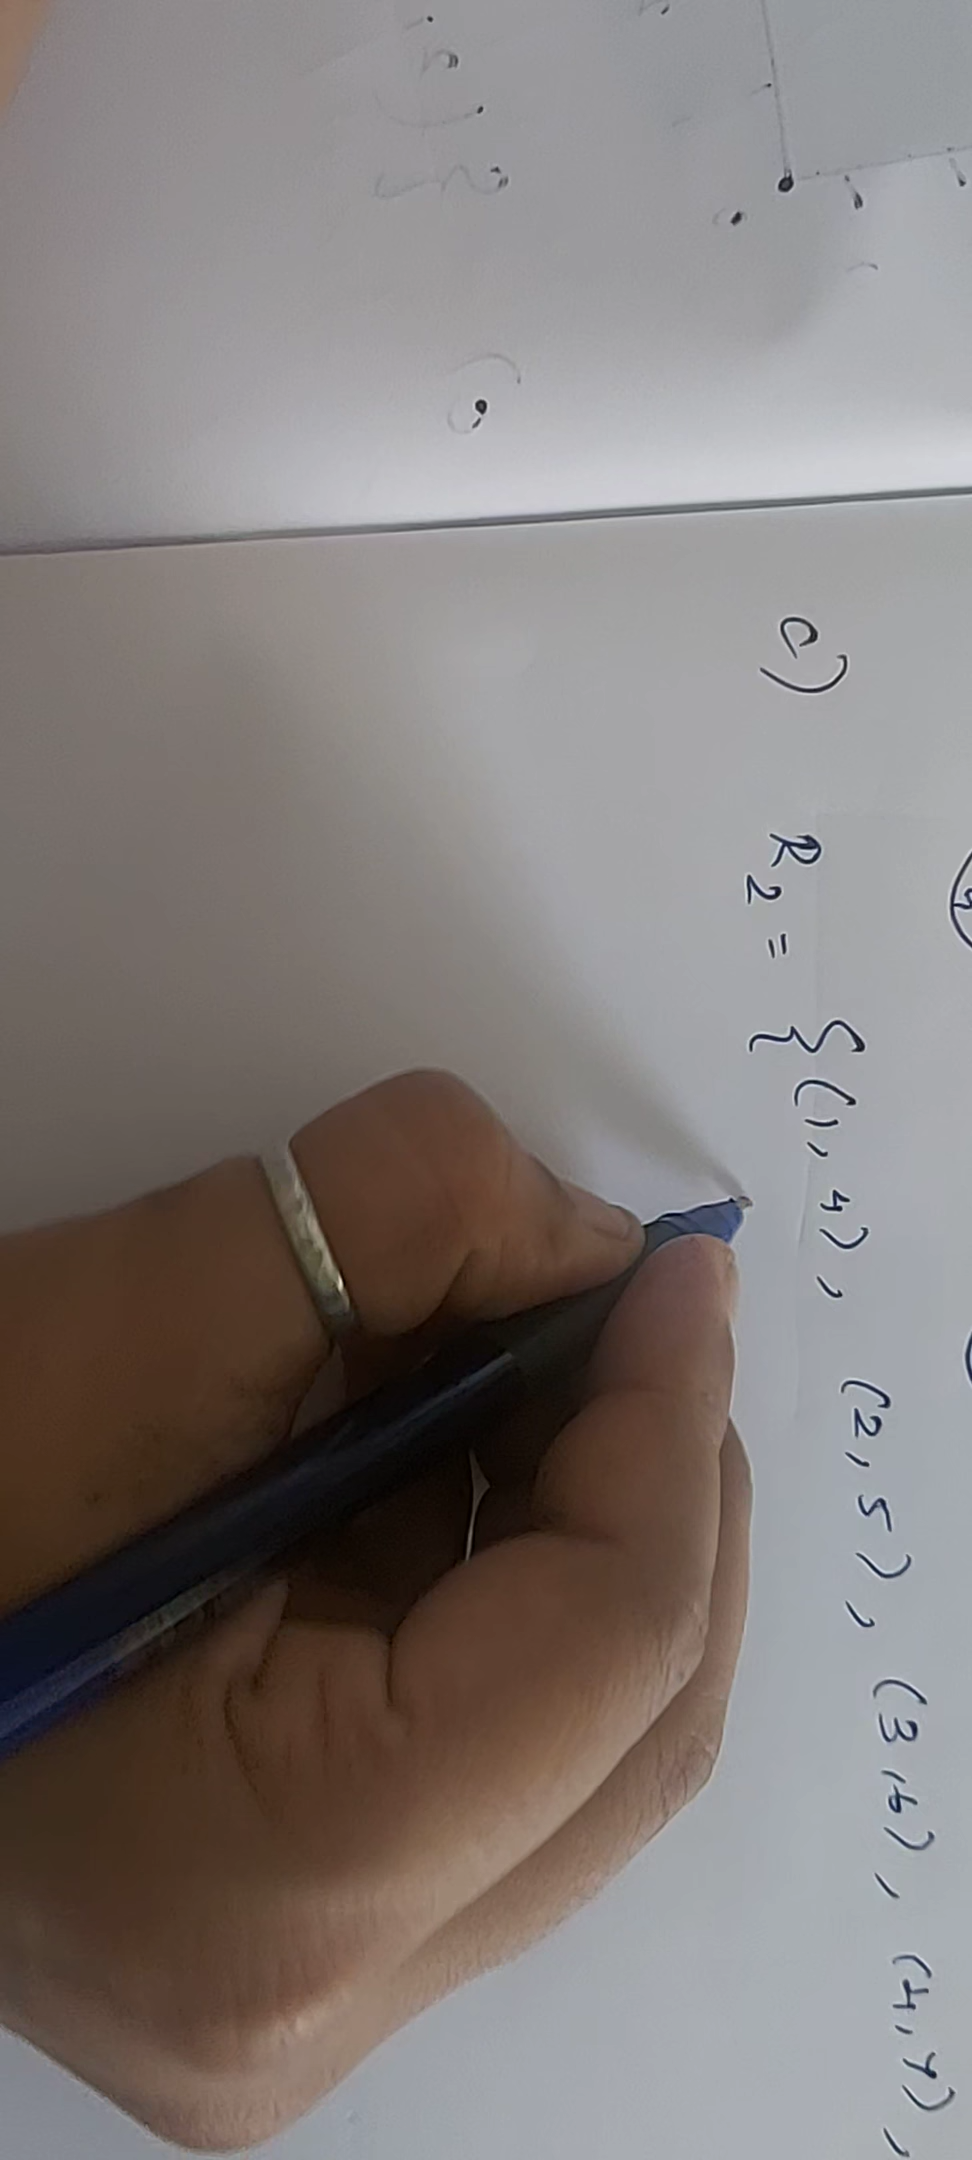 c) R₂ = {(1, 4), (2, 5), (3, 6), (4, 7),